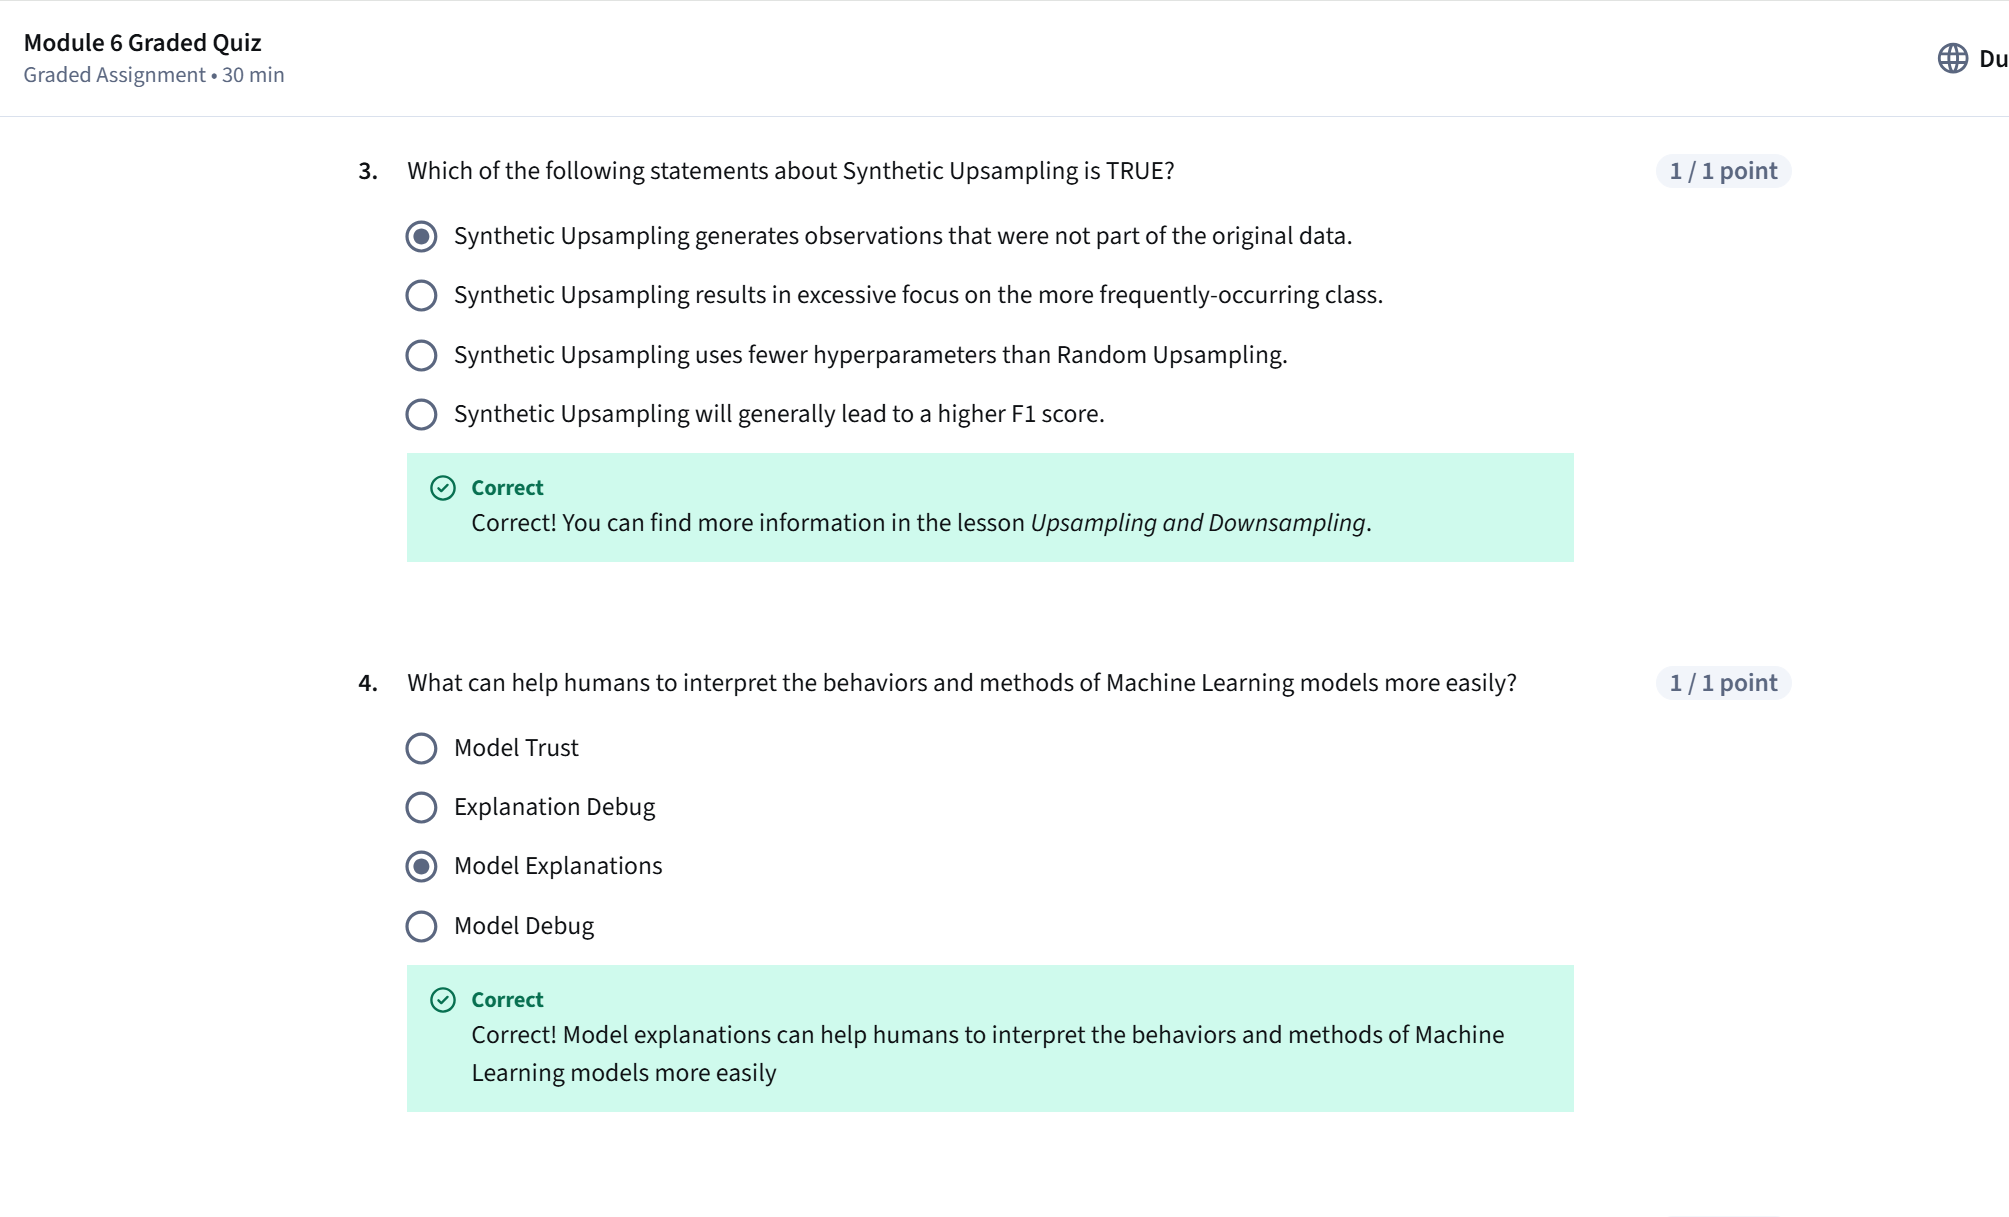 Module 6 Graded Quiz
Graded Assignment • 30 min
Du
3. Which of the following statements about Synthetic Upsampling is TRUE?
1 / 1 point
Synthetic Upsampling generates observations that were not part of the original data.
Synthetic Upsampling results in excessive focus on the more frequently-occurring class.
Synthetic Upsampling uses fewer hyperparameters than Random Upsampling.
Synthetic Upsampling will generally lead to a higher F1 score.
Correct
Correct! You can find more information in the lesson Upsampling and Downsampling.
4. What can help humans to interpret the behaviors and methods of Machine Learning models more easily?
1 / 1 point
Model Trust
Explanation Debug
Model Explanations
Model Debug
Correct
Correct! Model explanations can help humans to interpret the behaviors and methods of Machine
Learning models more easily